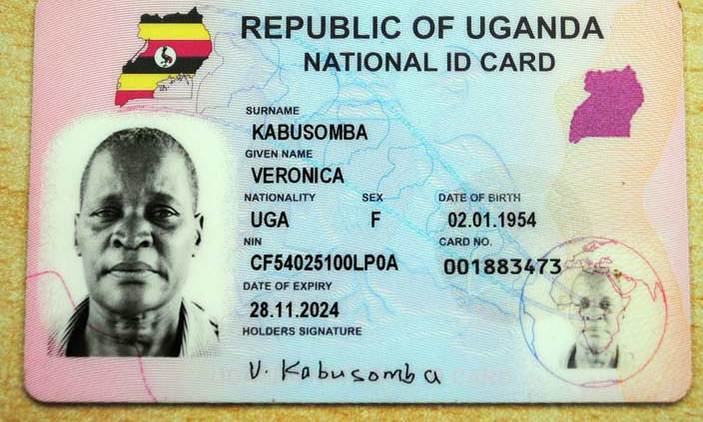 REPUBLIC OF UGANDA
NATIONAL ID CARD
SURNAME
KABUSOMBA
GIVEN NAME
VERONICA
NATIONALITY SEX DATE OF BIRTH
UGA F 02.01.1954
NIN CARD NO.
CF54025100LP0A 001883473
DATE OF EXPIRY
28.11.2024
HOLDERS SIGNATURE
V. Kabusomba